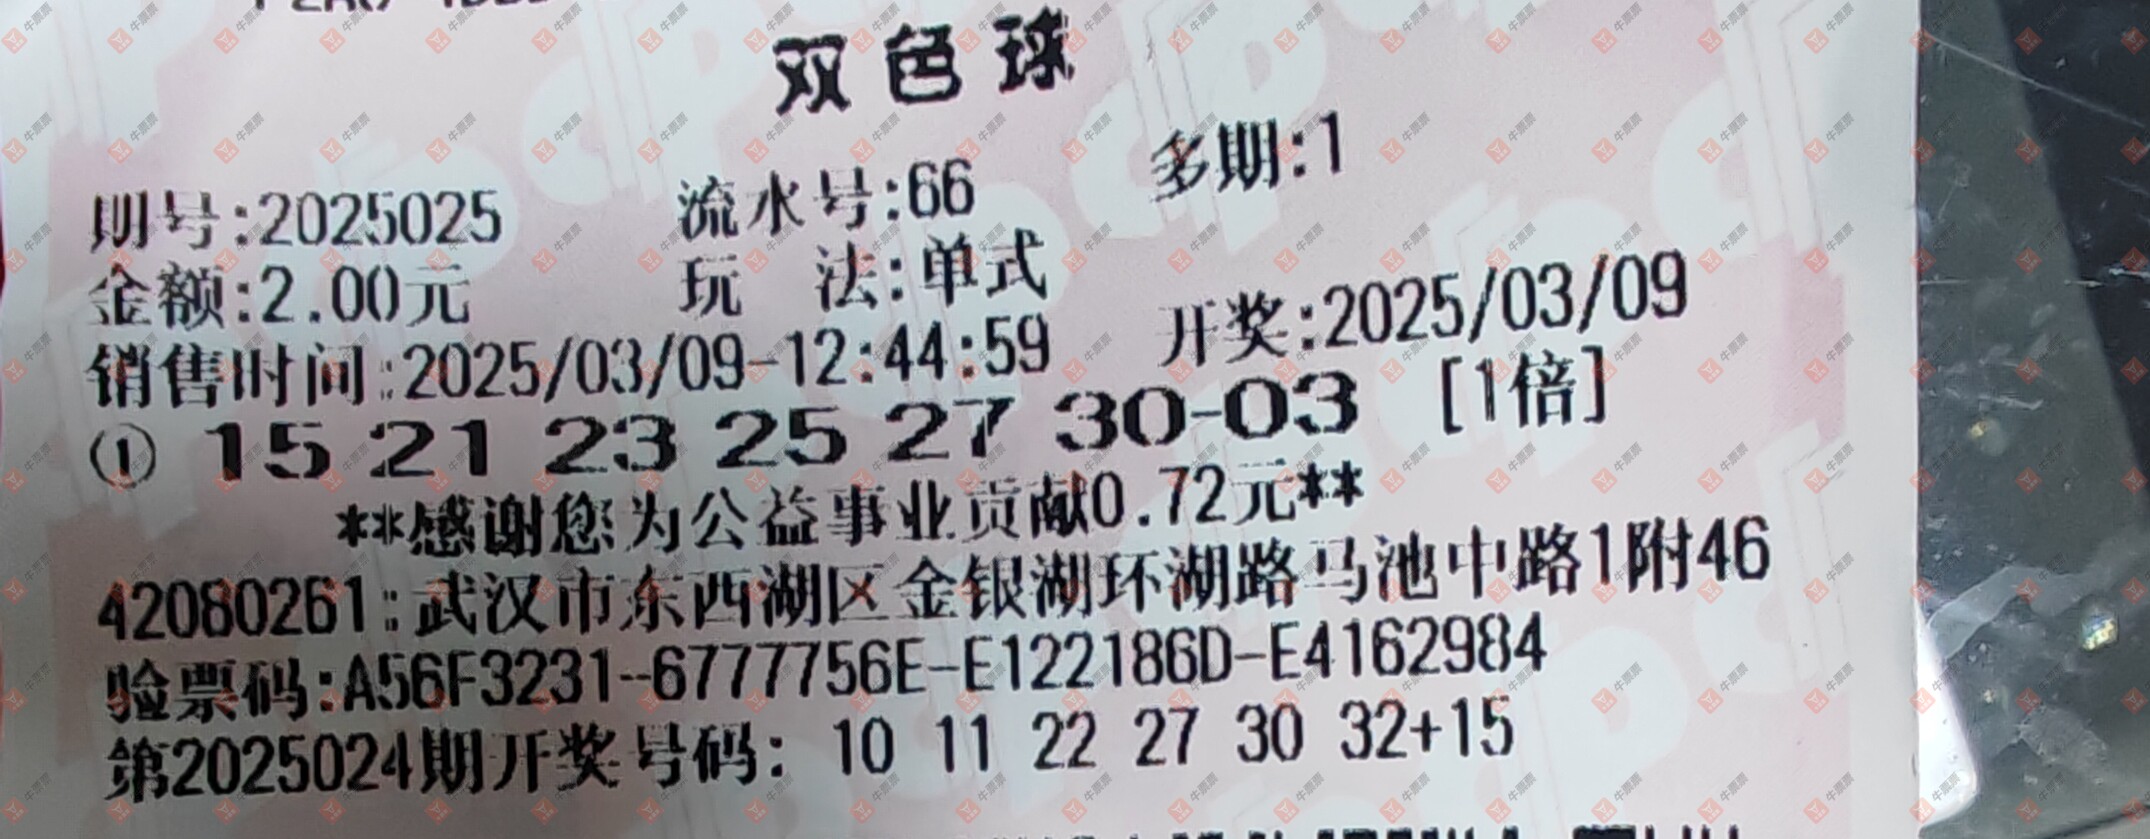 双色球
期号:2025025 流水号:66 多期:1
金额:2.00元 玩 法:单式
销售时间:2025/03/09-12:44:59 开奖:2025/03/09
① 15 21 23 25 27 30-03 [1倍]
**感谢您为公益事业贡献0.72元**
42080261:武汉市东西湖区金银湖环湖路马池中路1附46
验票码:A56F3231-6777756E-E122186D-E4162984
第2025024期开奖号码: 10 11 22 27 30 32+15
牛票票